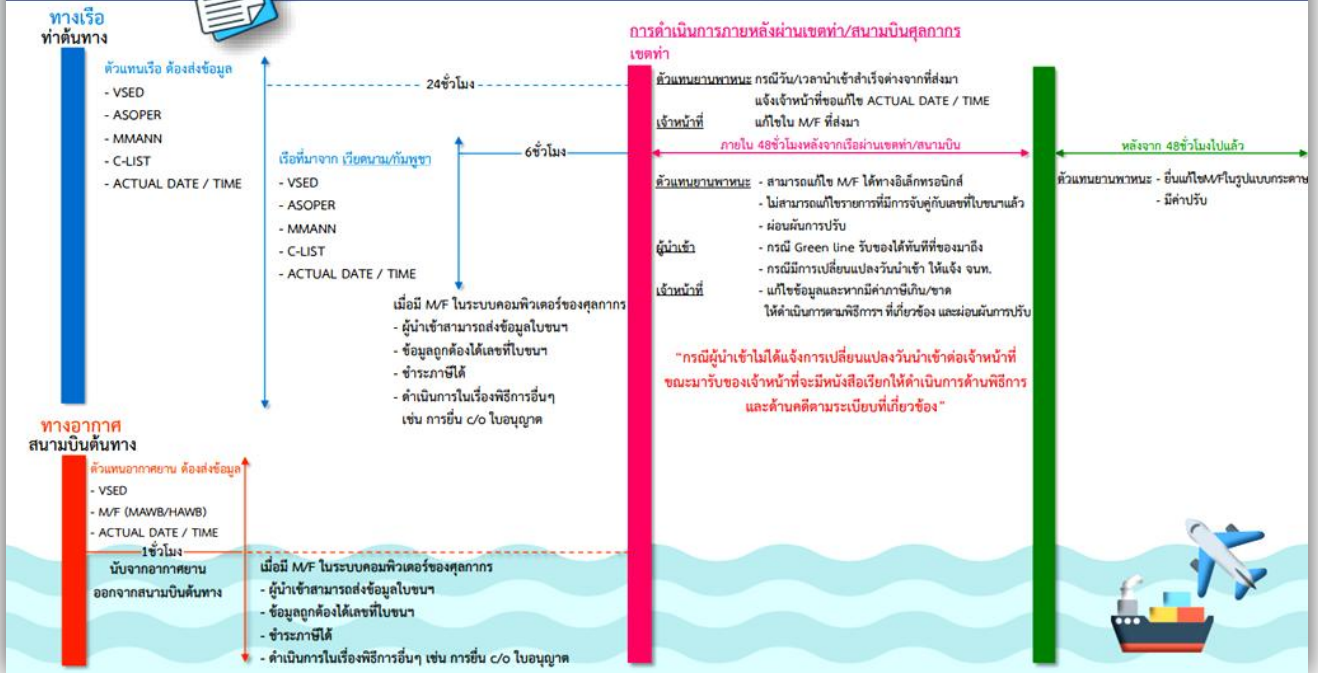 ทางเรือ
ท่าต้นทาง
ตัวแทนเรือ ต้องส่งข้อมูล
- VSED
- ASOPER
- MMANN
- C-LIST
- ACTUAL DATE / TIME
24ชั่วโมง
6ชั่วโมง
เรือที่มาจาก เวียดนาม/กัมพูชา
- VSED
- ASOPER
- MMANN
- C-LIST
- ACTUAL DATE / TIME
เมื่อมี M/F ในระบบคอมพิวเตอร์ของศุลกากร
- ผู้นำเข้าสามารถส่งข้อมูลใบขนฯ
- ข้อมูลถูกต้องได้เลขที่ใบขนฯ
- ชำระภาษีได้
- ดำเนินการในเรื่องพิธีการอื่นๆ
เช่น การยื่น c/o ใบอนุญาต
ทางอากาศ
สนามบินต้นทาง
ตัวแทนอากาศยาน ต้องส่งข้อมูล
- VSED
- M/F (MAWB/HAWB)
- ACTUAL DATE / TIME
1ชั่วโมง
นับจากอากาศยาน
ออกจากสนามบินต้นทาง
เมื่อมี M/F ในระบบคอมพิวเตอร์ของศุลกากร
- ผู้นำเข้าสามารถส่งข้อมูลใบขนฯ
- ข้อมูลถูกต้องได้เลขที่ใบขนฯ
- ชำระภาษีได้
- ดำเนินการในเรื่องพิธีการอื่นๆ เช่น การยื่น c/o ใบอนุญาต
การดำเนินการภายหลังผ่านเขตท่า/สนามบินศุลกากร
เขตท่า
ตัวแทนยานพาหนะ กรณีวัน/เวลานำเข้าสำเร็จต่างจากที่ส่งมา
แจ้งเจ้าหน้าที่ขอแก้ไข ACTUAL DATE / TIME
เจ้าหน้าที่ แก้ไขใน M/F ที่ส่งมา
ภายใน 48ชั่วโมงหลังจากเรือผ่านเขตท่า/สนามบิน
ตัวแทนยานพาหนะ - สามารถแก้ไข M/F ได้ทางอิเล็กทรอนิกส์
- ไม่สามารถแก้ไขรายการที่มีการจับคู่กับเลขที่ใบขนฯแล้ว
- ผ่อนผันการปรับ
ผู้นำเข้า - กรณี Green line รับของได้ทันทีที่ของมาถึง
- กรณีมีการเปลี่ยนแปลงวันนำเข้า ให้แจ้ง จนท.
เจ้าหน้าที่ - แก้ไขข้อมูลและหากมีค่าภาษีเกิน/ขาด
ให้ดำเนินการตามพิธีการฯ ที่เกี่ยวข้อง และผ่อนผันการปรับ
"กรณีผู้นำเข้าไม่ได้แจ้งการเปลี่ยนแปลงวันนำเข้าต่อเจ้าหน้าที่
ขณะมารับของเจ้าหน้าที่จะมีหนังสือเรียกให้ดำเนินการด้านพิธีการ
และด้านคดีตามระเบียบที่เกี่ยวข้อง"
หลังจาก 48ชั่วโมงไปแล้ว
ตัวแทนยานพาหนะ - ยื่นแก้ไขM/Fในรูปแบบกระดาษ
- มีค่าปรับ